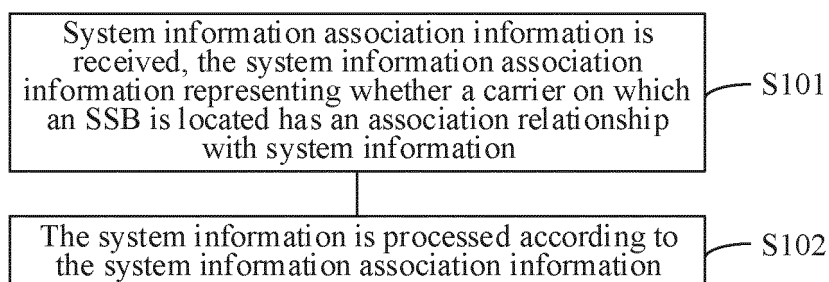 System information association information is
received, the system information association
information representing whether a carrier on which
an SSB is located has an association relationship
with system information
S101
The system information is processed according to
the system information association information
S102